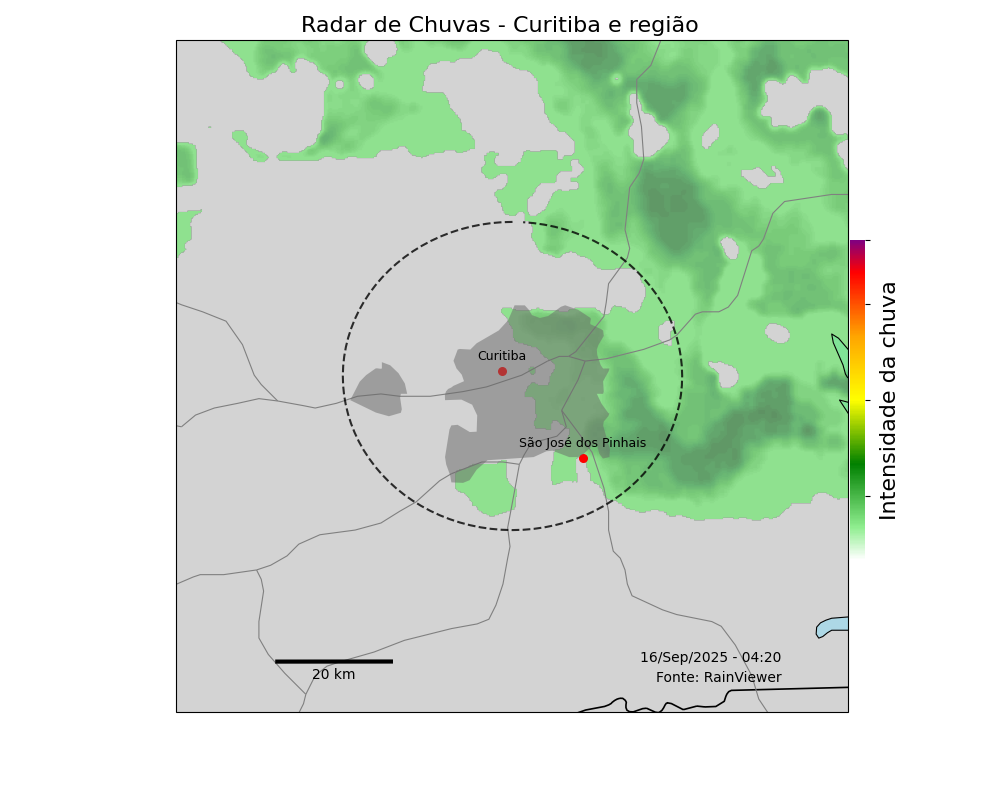 Radar de Chuvas - Curitiba e região
Curitiba
São José dos Pinhais
Intensidade da chuva
16/Sep/2025 - 04:20
20 km
Fonte: RainViewer